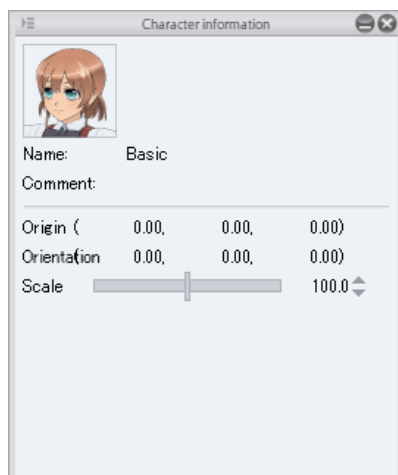 Character information
Name: Basic
Comment:
Origin ( 0.00, 0.00, 0.00)
Orientation ( 0.00, 0.00, 0.00)
Scale 100.0